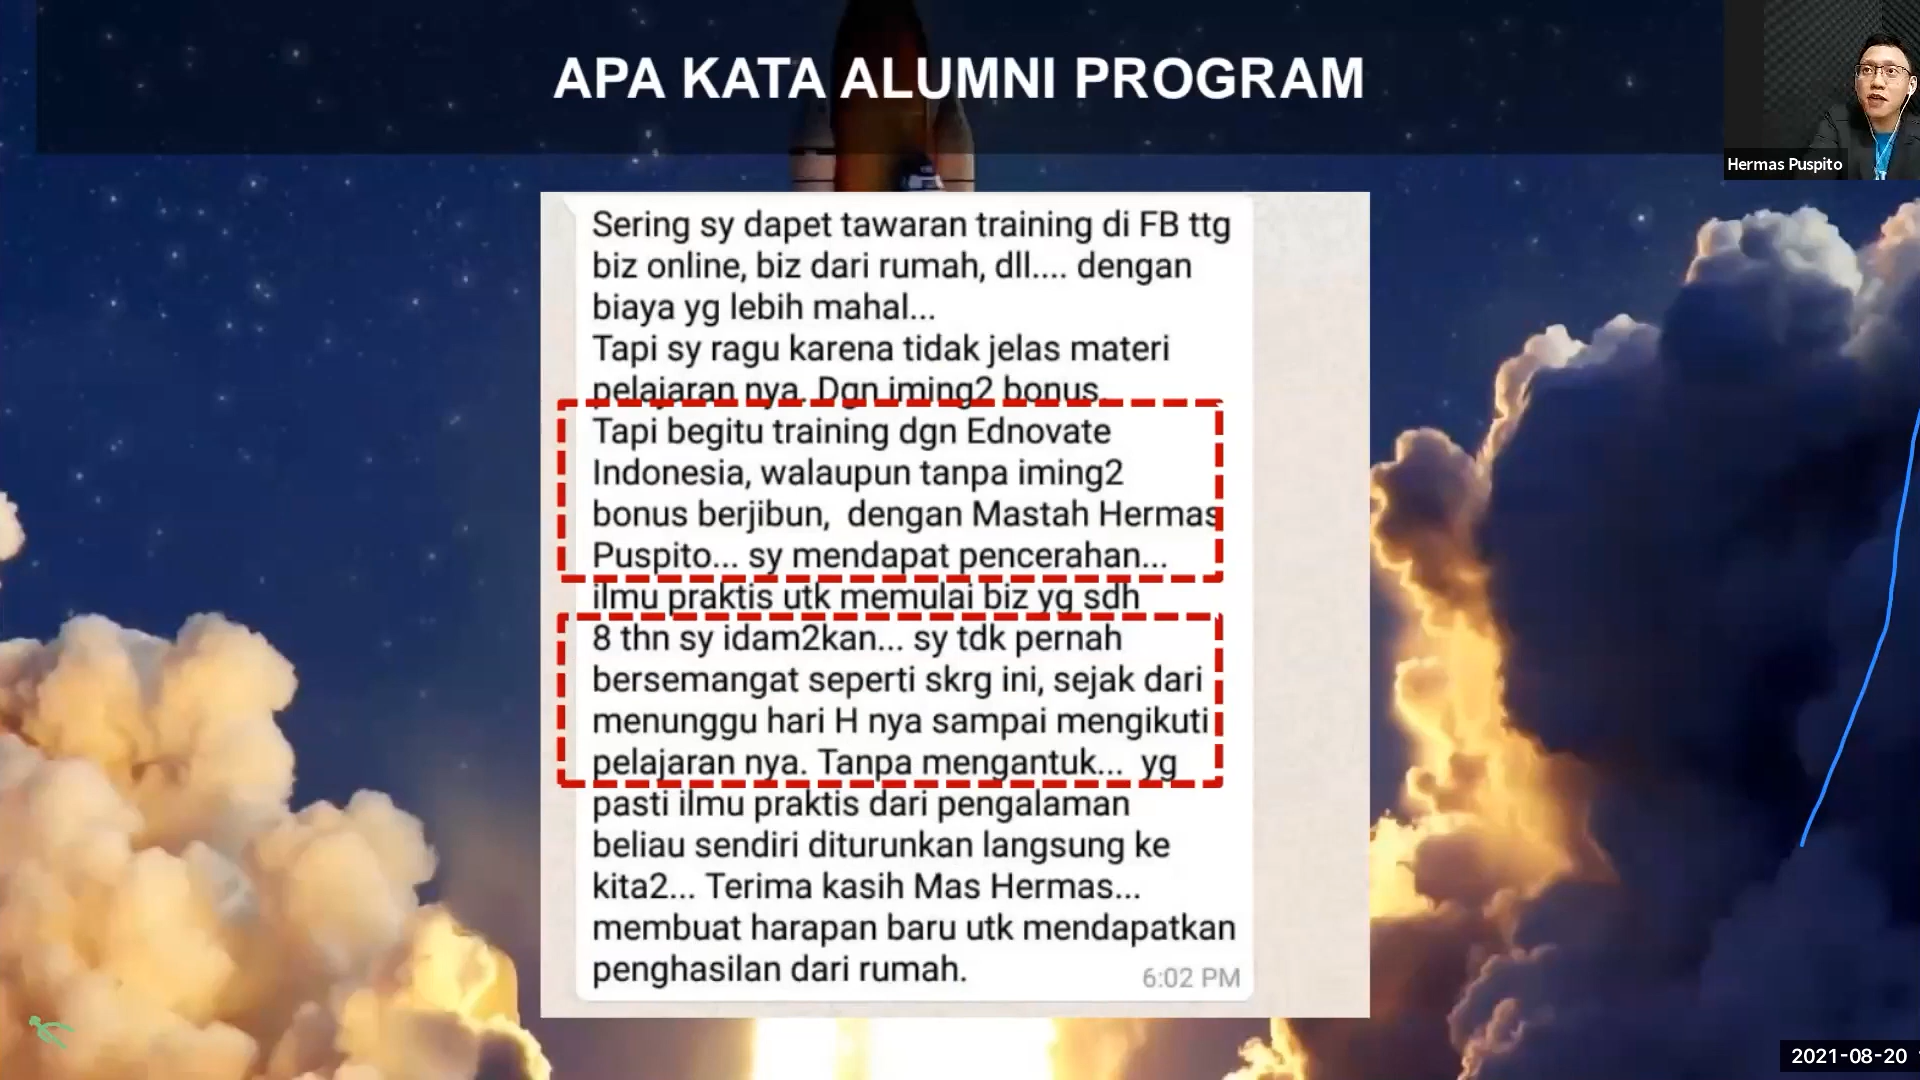 APA KATA ALUMNI PROGRAM
Hermas Puspito
Sering sy dapet tawaran training di FB ttg
biz online, biz dari rumah, dll.... dengan
biaya yg lebih mahal...
Tapi sy ragu karena tidak jelas materi
pelajaran nya. Dgn iming2 bonus.
Tapi begitu training dgn Ednovate
Indonesia, walaupun tanpa iming2
bonus berjibun, dengan Mastah Hermas
Puspito... sy mendapat pencerahan...
ilmu praktis utk memulai biz yg sdh
8 thn sy idam2kan... sy tdk pernah
bersemangat seperti skrg ini, sejak dari
menunggu hari H nya sampai mengikuti
pelajaran nya. Tanpa mengantuk... yg
pasti ilmu praktis dari pengalaman
beliau sendiri diturunkan langsung ke
kita2... Terima kasih Mas Hermas...
membuat harapan baru utk mendapatkan
penghasilan dari rumah.
6:02 PM
2021-08-20